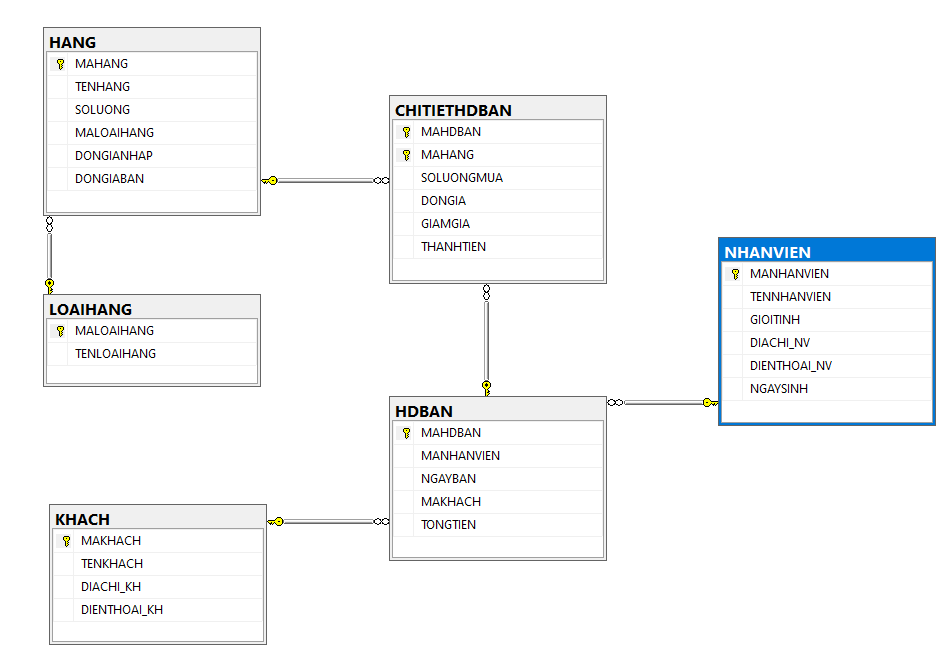 HANG
MAHANG
TENHANG
SOLUONG
MALOAIHANG
DONGIANHAP
DONGIABAN
LOAIHANG
MALOAIHANG
TENLOAIHANG
CHITIETHDBAN
MAHDBAN
MAHANG
SOLUONGMUA
DONGIA
GIAMGIA
THANHTIEN
NHANVIEN
MANHANVIEN
TENNHANVIEN
GIOITINH
DIACHI_NV
DIENTHOAI_NV
NGAYSINH
HDBAN
MAHDBAN
MANHANVIEN
NGAYBAN
MAKHACH
TONGTIEN
KHACH
MAKHACH
TENKHACH
DIACHI_KH
DIENTHOAI_KH